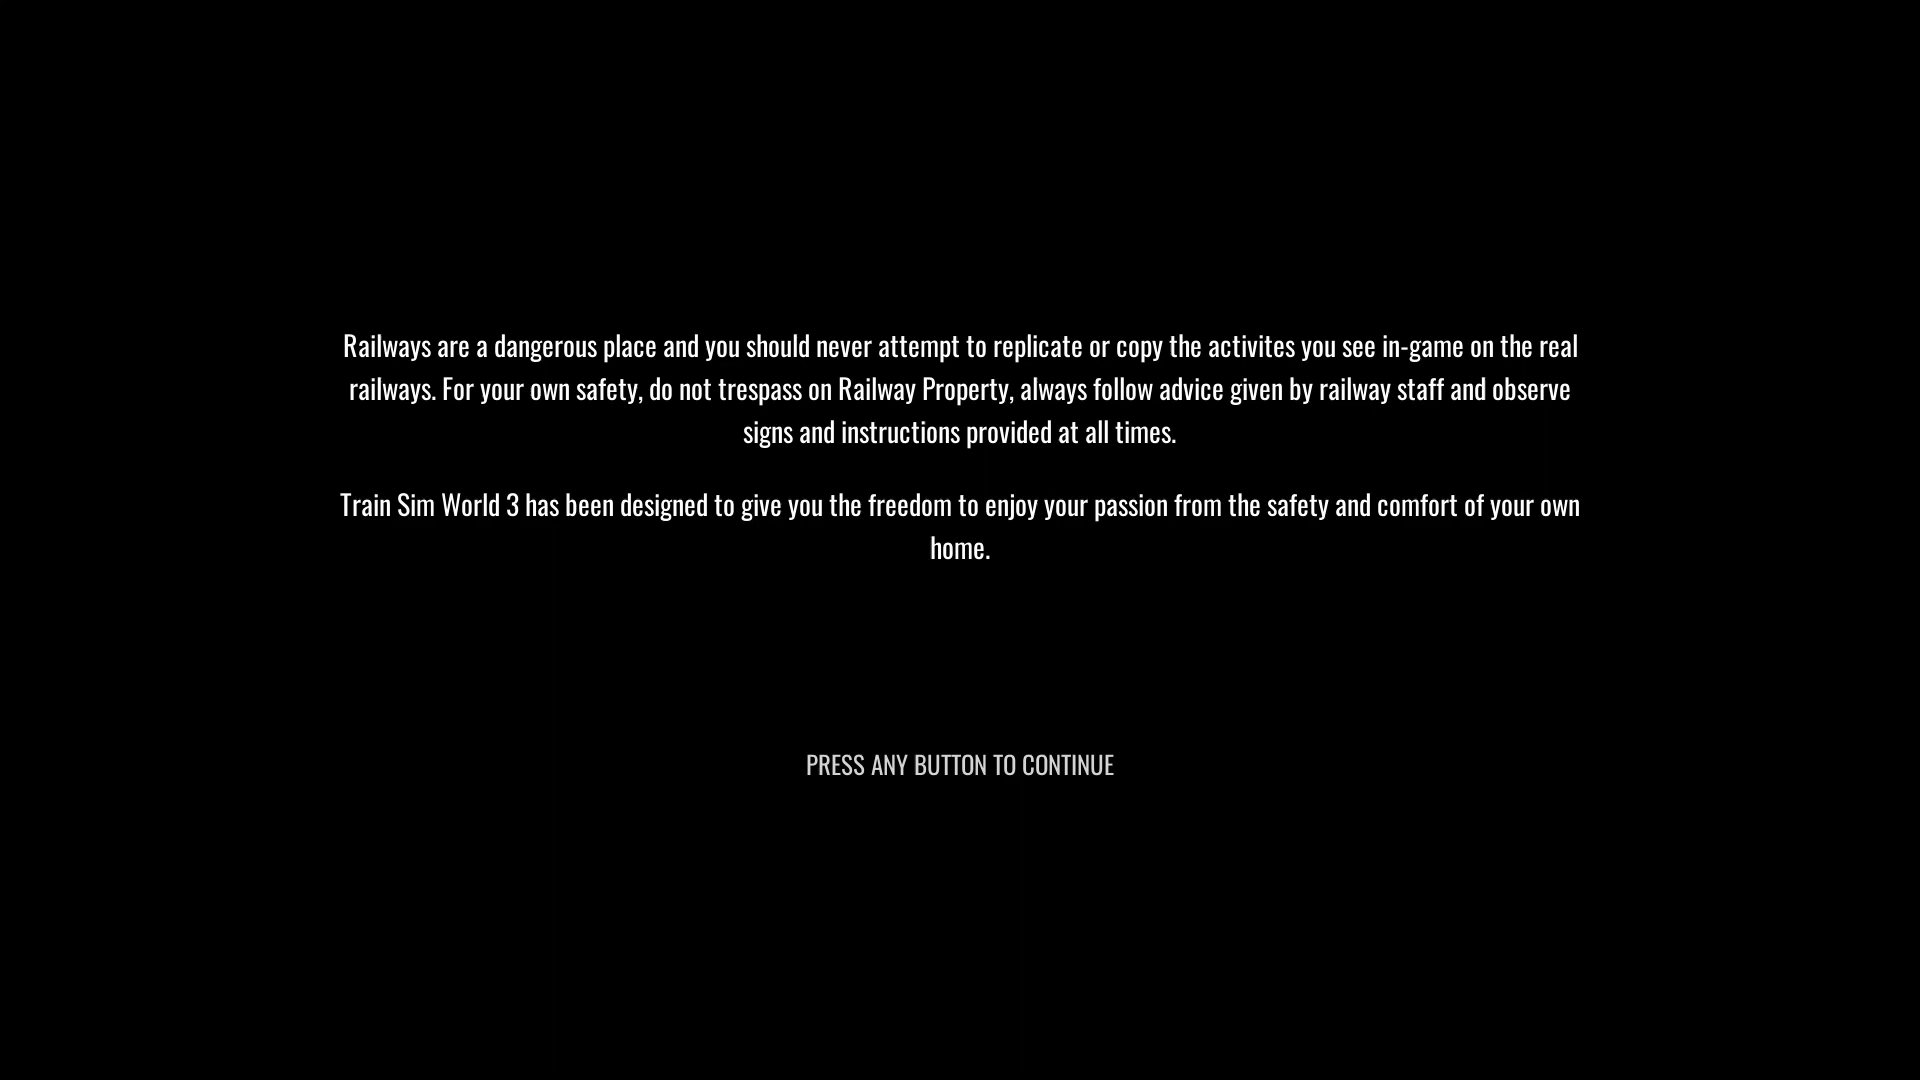 Railways are a dangerous place and you should never attempt to replicate or copy the activites you see in-game on the real
railways. For your own safety, do not trespass on Railway Property, always follow advice given by railway staff and observe
signs and instructions provided at all times.
Train Sim World 3 has been designed to give you the freedom to enjoy your passion from the safety and comfort of your own
home.
PRESS ANY BUTTON TO CONTINUE